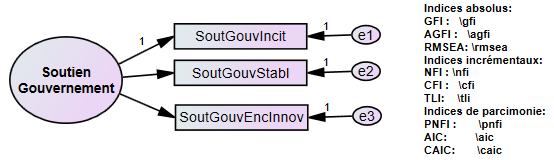 Soutien
Gouvernement
1
SoutGouvIncit
1
e1
SoutGouvStabl
1
e2
SoutGouvEncInnov
1
e3
Indices absolus:
GFI : \gfi
AGFI : \agfi
RMSEA: \rmsea
Indices incrémentaux:
NFI : \nfi
CFI : \cfi
TLI: \tli
Indices de parcimonie:
PNFI : \pnfi
AIC: \aic
CAIC: \caic